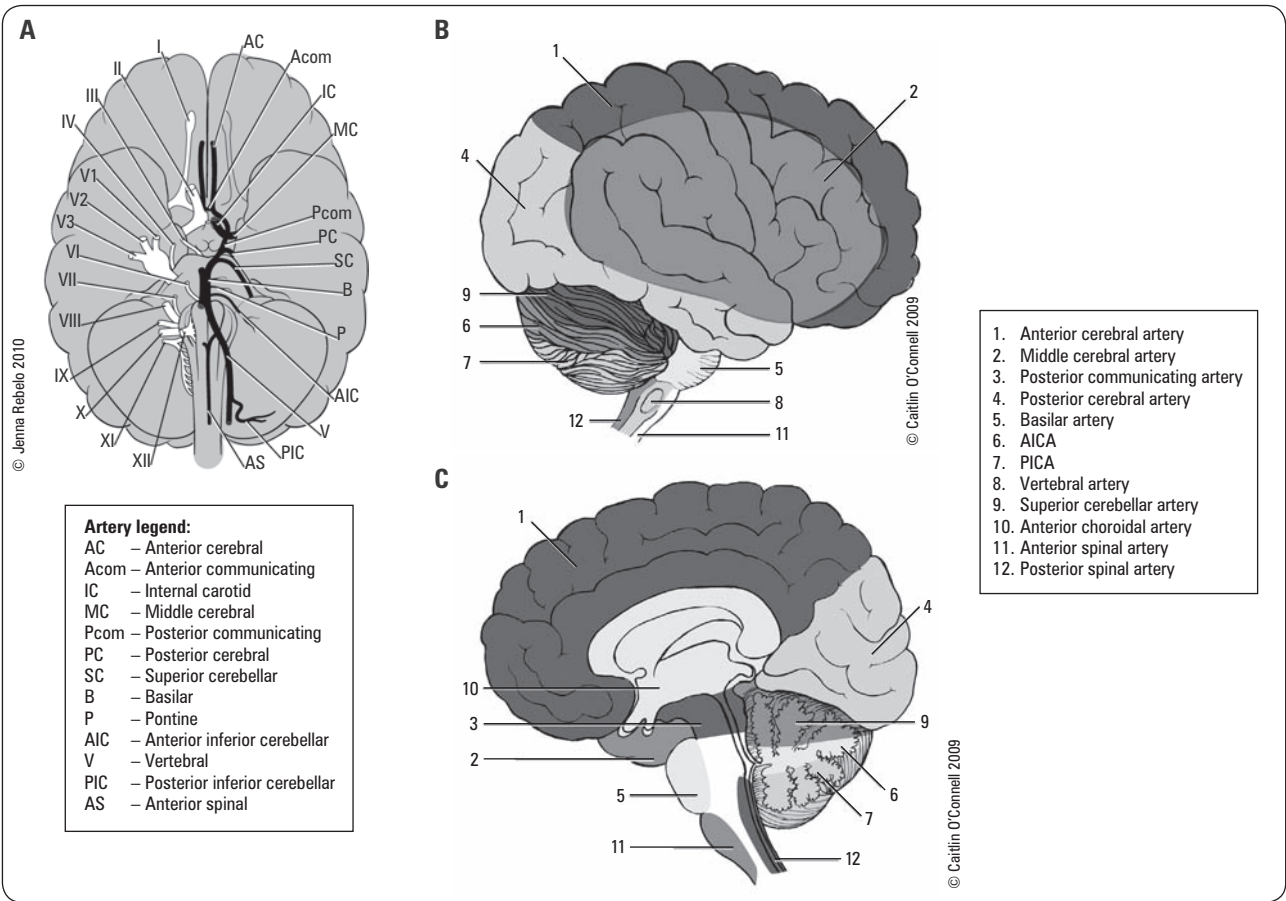 A
I
II
III
IV
V1
V2
V3
VI
VII
VIII
IX
X
XI
XII
AC
Acom
IC
MC
Pcom
PC
SC
B
P
AIC
V
PIC
AS
© Jenna Rebelo 2010
Artery legend:
AC – Anterior cerebral
Acom – Anterior communicating
IC – Internal carotid
MC – Middle cerebral
Pcom – Posterior communicating
PC – Posterior cerebral
SC – Superior cerebellar
B – Basilar
P – Pontine
AIC – Anterior inferior cerebellar
V – Vertebral
PIC – Posterior inferior cerebellar
AS – Anterior spinal
B
1
2
4
9
6
7
5
8
12
11
© Caitlin O'Connell 2009
C
1
4
10
3
9
2
5
6
7
11
12
© Caitlin O'Connell 2009
1. Anterior cerebral artery
2. Middle cerebral artery
3. Posterior communicating artery
4. Posterior cerebral artery
5. Basilar artery
6. AICA
7. PICA
8. Vertebral artery
9. Superior cerebellar artery
10. Anterior choroidal artery
11. Anterior spinal artery
12. Posterior spinal artery